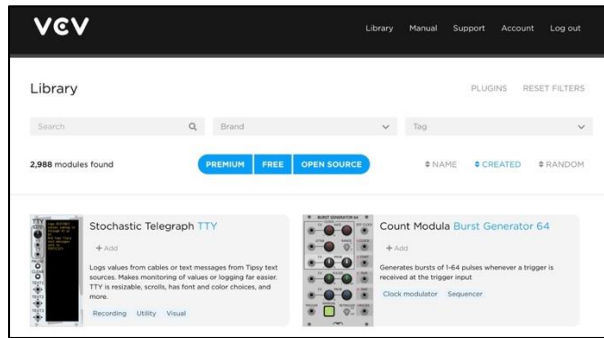 VCV
Library Manual Support Account Log out
Library
PLUGINS RESET FILTERS
Search Brand Tag
2,988 modules found PREMIUM FREE OPEN SOURCE NAME CREATED RANDOM
Stochastic Telegraph TTY
+ Add
Logs values from cables or text messages from Tipsy text
sources. Makes monitoring of values or logging far easier.
TTY is resizable, scrolls, has font and color choices, and
more.
Recording Utility Visual
BURST GENERATOR 64
Count Modula Burst Generator 64
+ Add
Generates bursts of 1-64 pulses whenever a trigger is
received at the trigger input
Clock modulator Sequencer